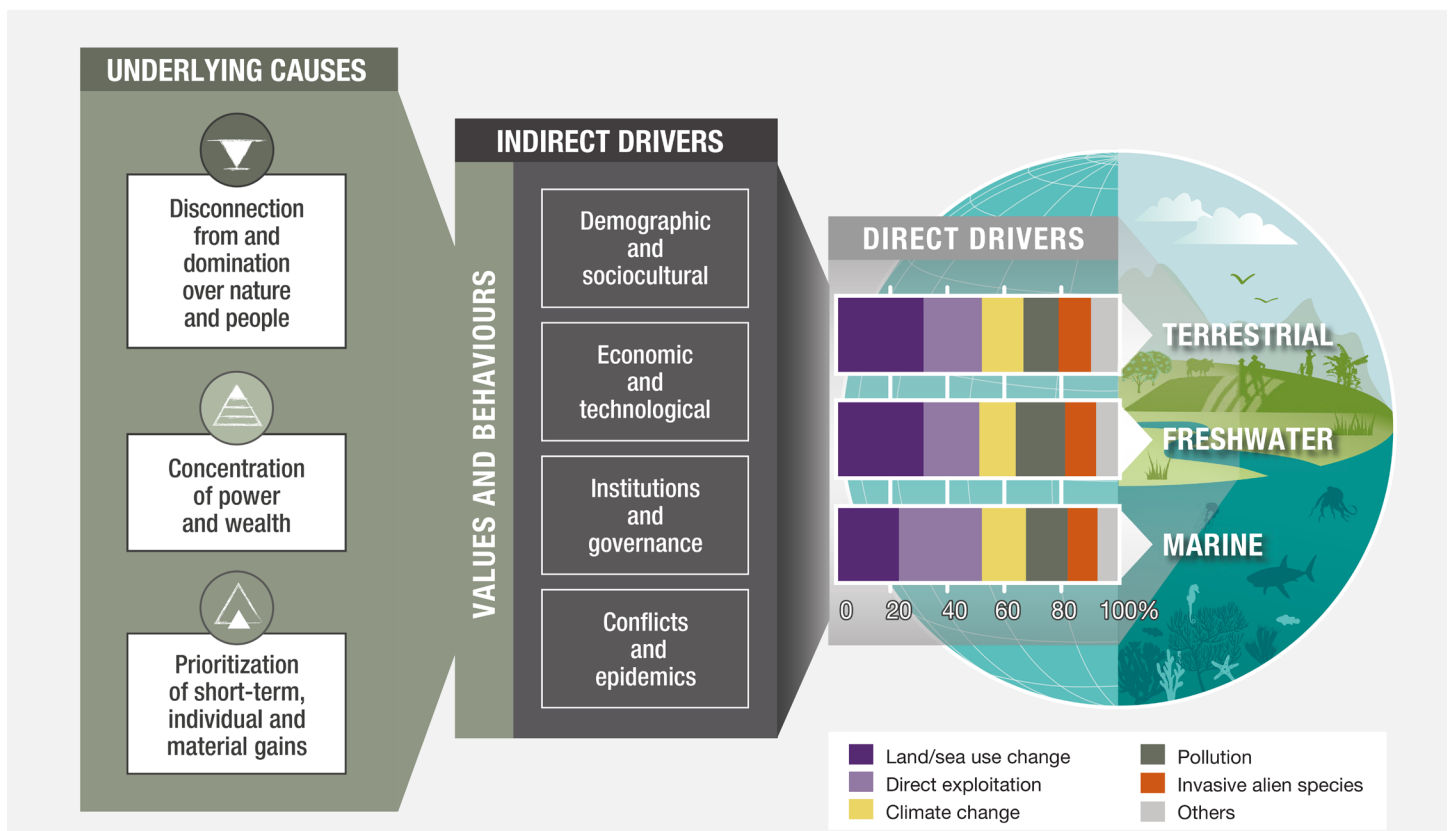 UNDERLYING CAUSES
Disconnection
from and
domination
over nature
and people
Concentration
of power
and wealth
Prioritization
of short-term,
individual and
material gains
INDIRECT DRIVERS
VALUES AND BEHAVIOURS
Demographic
and
sociocultural
Economic
and
technological
Institutions
and
governance
Conflicts
and
epidemics
DIRECT DRIVERS
TERRESTRIAL
FRESHWATER
MARINE
0 20 40 60 80 100%
Land/sea use change
Direct exploitation
Climate change
Pollution
Invasive alien species
Others